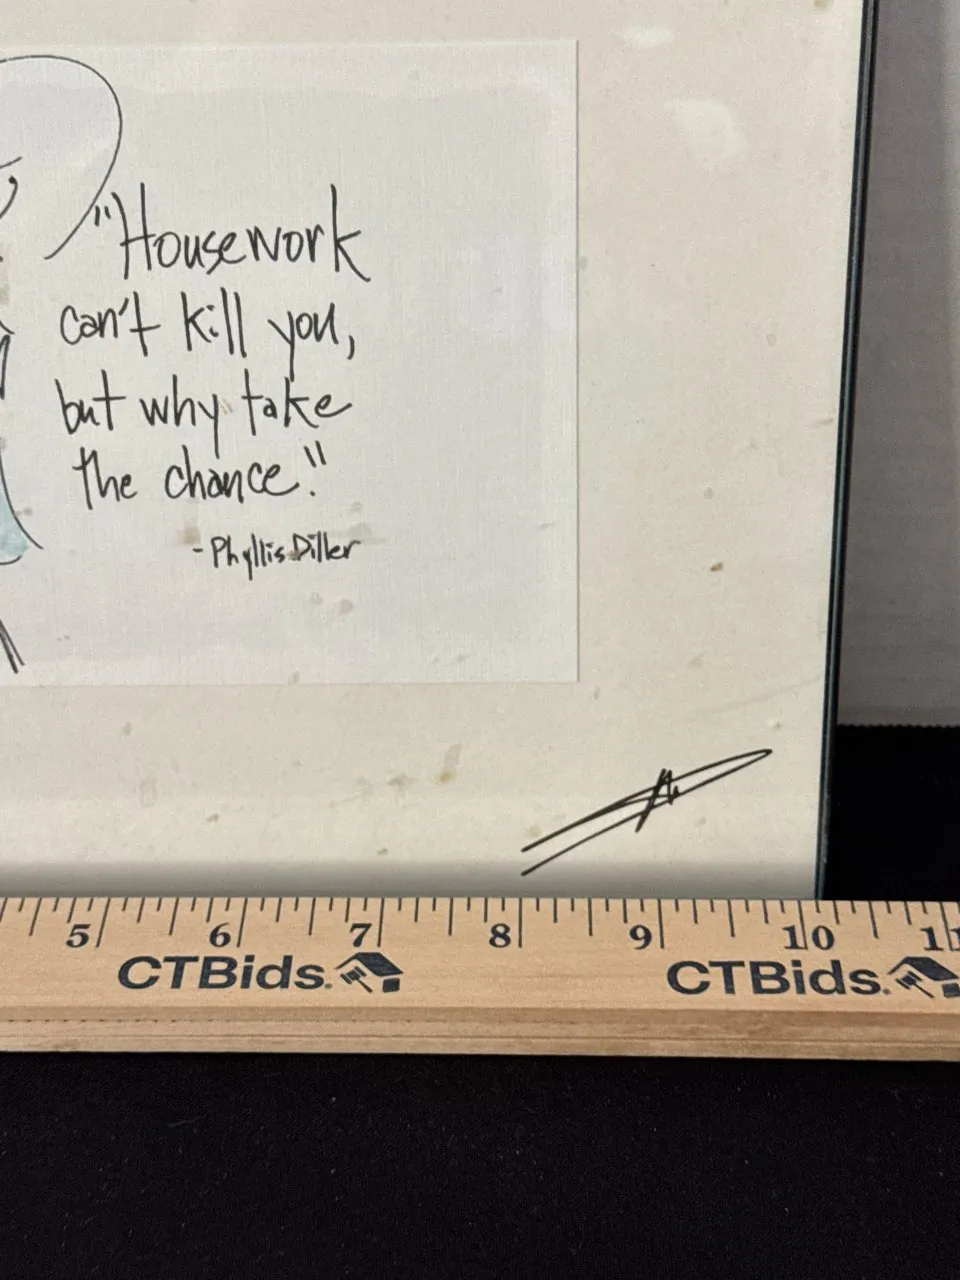 "Housework
can't kill you,
but why take
the chance."
-Phyllis Diller
5 6 7 8 9 10
CTBids. CTBids.